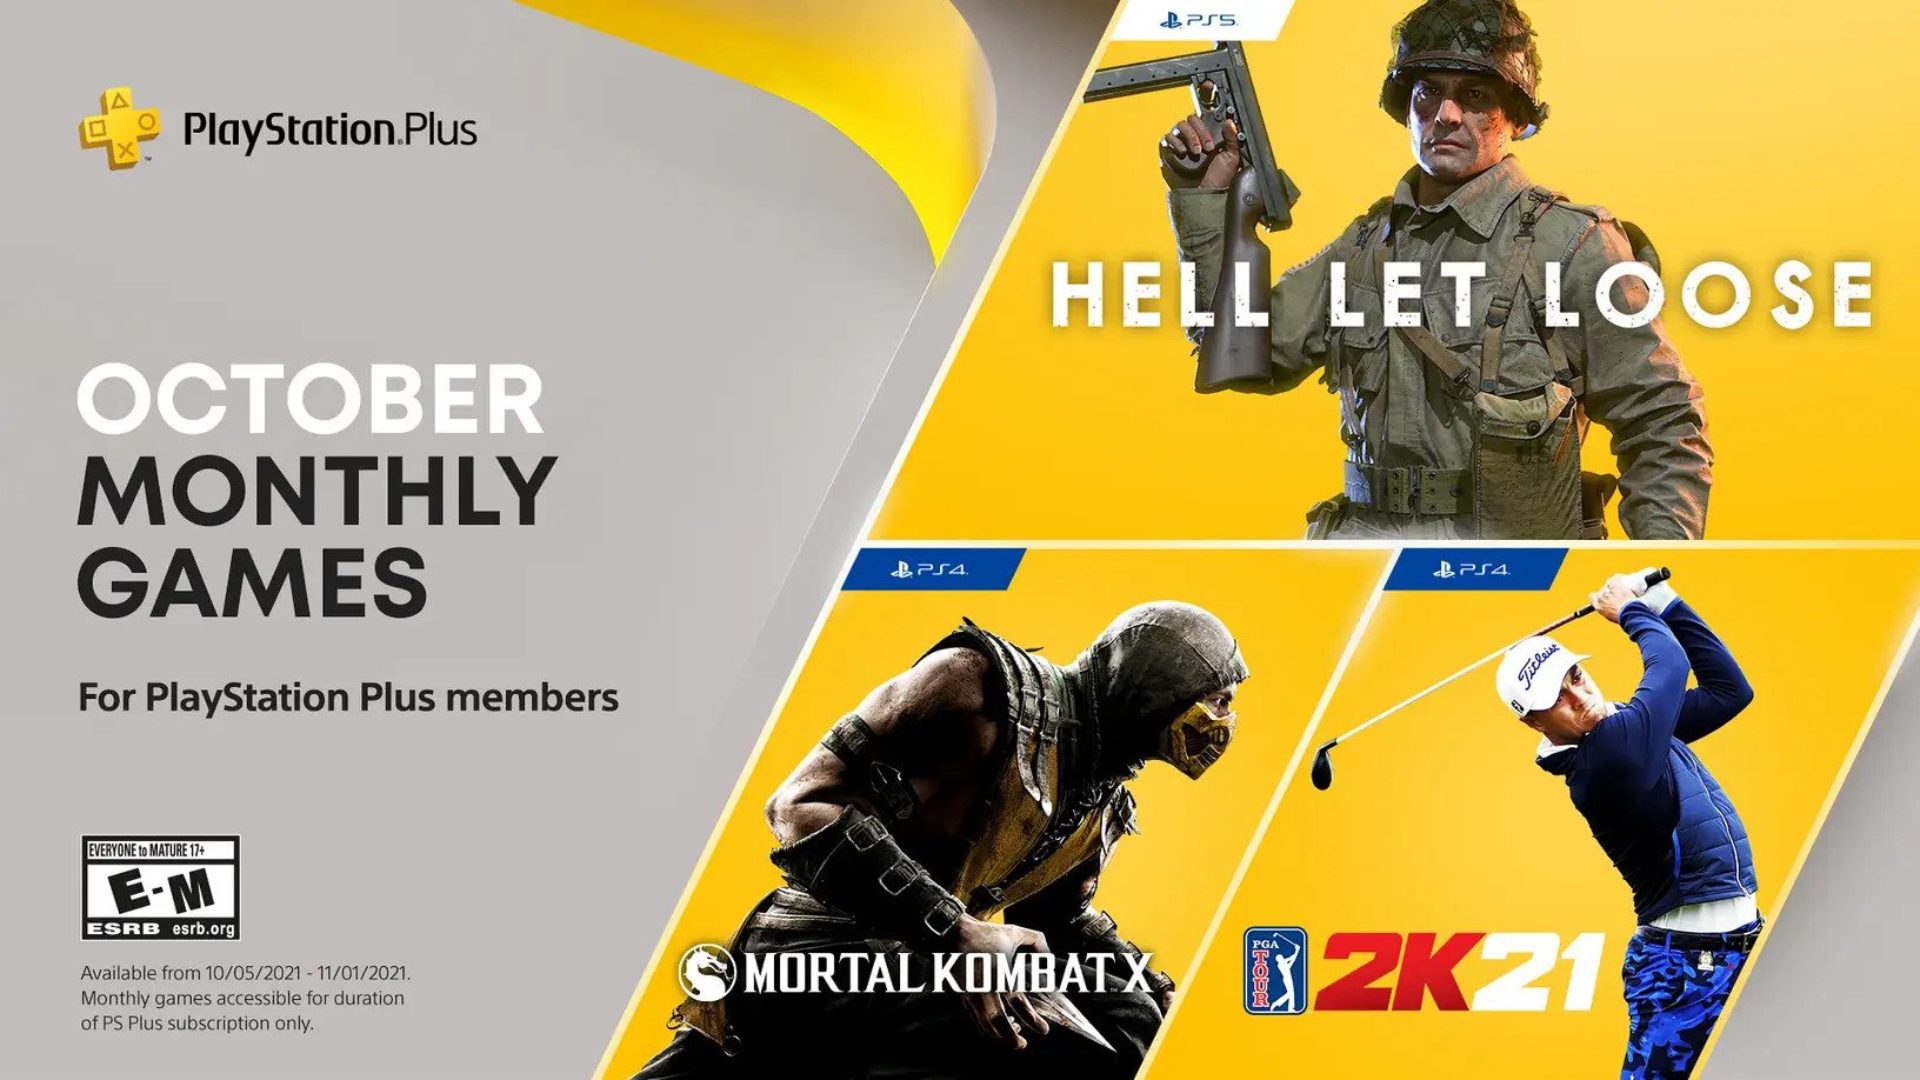 PlayStation.Plus
OCTOBER
MONTHLY
GAMES
For PlayStation Plus members
EVERYONE to MATURE 17+
E-M
ESRB esrb.org
Available from 10/05/2021 - 11/01/2021.
Monthly games accessible for duration
of PS Plus subscription only.
PS5
HELL LET LOOSE
U.S.
PS4
MORTAL KOMBAT X
PS4
Titleist
PGA
TOUR
2K21